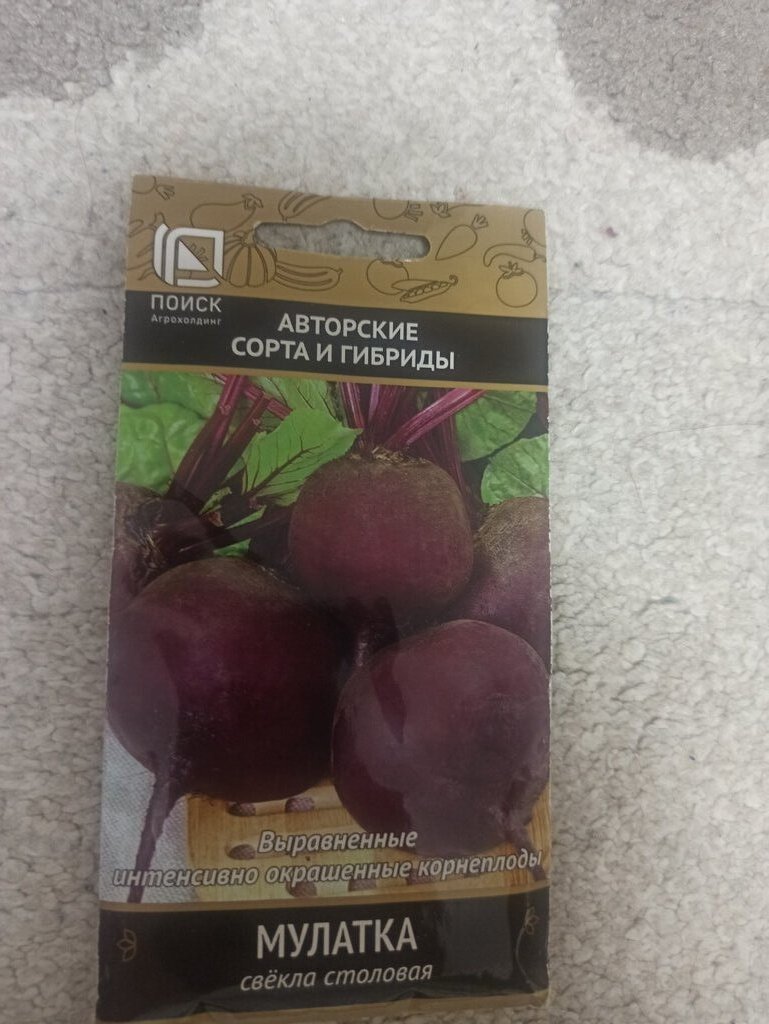 ПОИСК
Агрохолдинг
АВТОРСКИЕ
СОРТА И ГИБРИДЫ
Выравненные
интенсивно окрашенные корнеплоды
МУЛАТКА
свёкла столовая